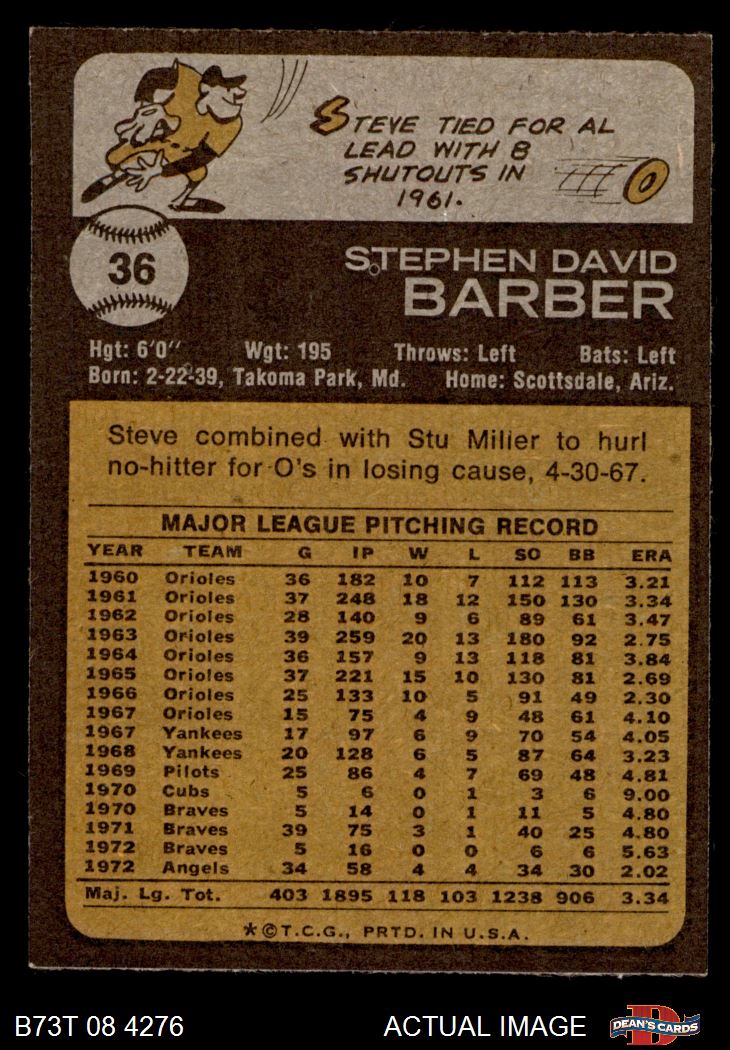 STEVE TIED FOR AL
LEAD WITH 8
SHUTOUTS IN
1961.
36
STEPHEN DAVID
BARBER
Hgt: 6'0" Wgt: 195 Throws: Left Bats: Left
Born: 2-22-39, Takoma Park, Md. Home: Scottsdale, Ariz.
Steve combined with Stu Miller to hurl
no-hitter for O's in losing cause, 4-30-67.
MAJOR LEAGUE PITCHING RECORD
YEAR TEAM G IP W L SO BB ERA
1960 Orioles 36 182 10 7 112 113 3.21
1961 Orioles 37 248 18 12 150 130 3.34
1962 Orioles 28 140 9 6 89 61 3.47
1963 Orioles 39 259 20 13 180 92 2.75
1964 Orioles 36 157 9 13 118 81 3.84
1965 Orioles 37 221 15 10 130 81 2.69
1966 Orioles 25 133 10 5 91 49 2.30
1967 Orioles 15 75 4 9 48 61 4.10
1967 Yankees 17 97 6 9 70 54 4.05
1968 Yankees 20 128 6 5 87 64 3.23
1969 Pilots 25 86 4 7 69 48 4.81
1970 Cubs 5 6 0 1 3 6 9.00
1970 Braves 5 14 0 1 11 5 4.80
1971 Braves 39 75 3 1 40 25 4.80
1972 Braves 5 16 0 0 6 6 5.63
1972 Angels 34 58 4 4 34 30 2.02
Maj. Lg. Tot. 403 1895 118 103 1238 906 3.34
*©T.C.G., PRTD. IN U.S.A.
B73T 08 4276 ACTUAL IMAGE DEAN'S CARDS